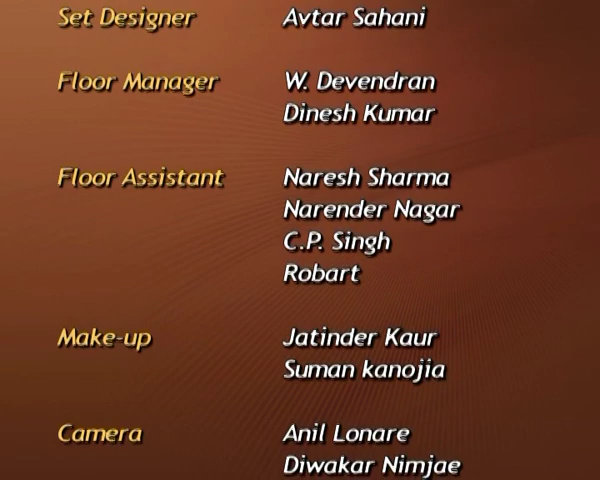 Set Designer Avtar Sahani
Floor Manager W. Devendran
Dinesh Kumar
Floor Assistant Naresh Sharma
Narender Nagar
C.P. Singh
Robart
Make-up Jatinder Kaur
Suman kanojia
Camera Anil Lonare
Diwakar Nimjae